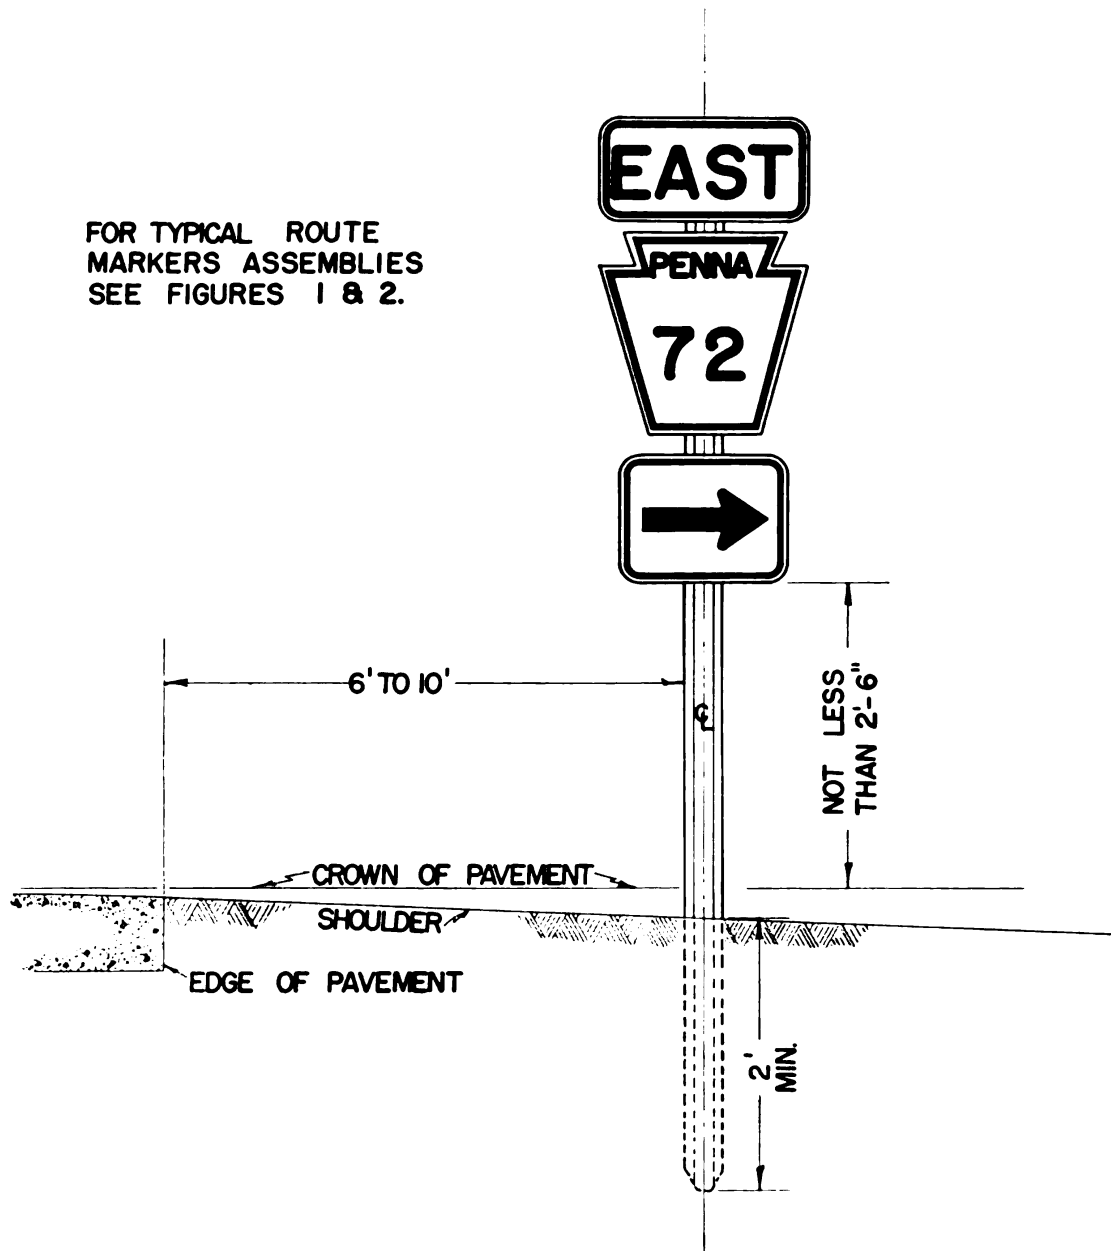 EAST
PENNA
72
FOR TYPICAL ROUTE
MARKERS ASSEMBLIES
SEE FIGURES 1 & 2.
6' TO 10'
℄
NOT LESS
THAN 2'-6"
CROWN OF PAVEMENT
SHOULDER
EDGE OF PAVEMENT
2'
MIN.